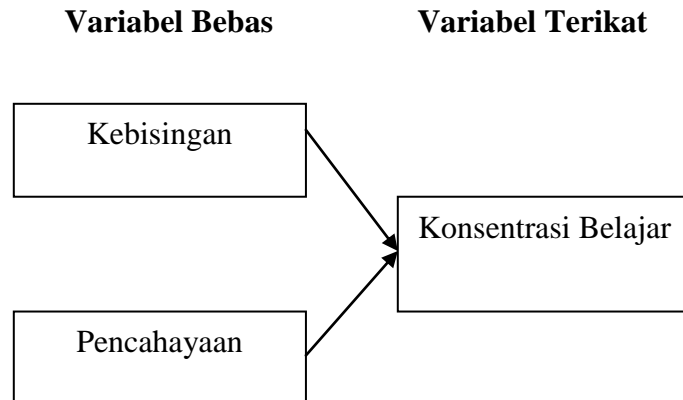 Variabel Bebas Variabel Terikat
Kebisingan
Konsentrasi Belajar
Pencahayaan